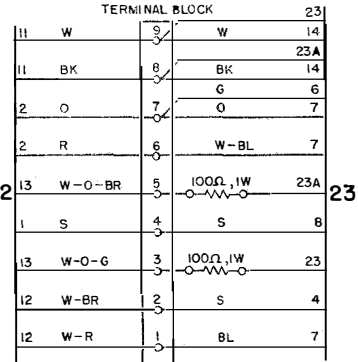 TERMINAL BLOCK 23
11 W 9 W 14
23A
11 BK 8 BK 14
G 6
2 O 7 O 7
2 R 6 W-BL 7
2 13 W-O-BR 5 100Ω, 1W 23A 23
1 S 4 S 8
13 W-O-G 3 100Ω, 1W 23
12 W-BR 2 S 4
12 W-R 1 BL 7